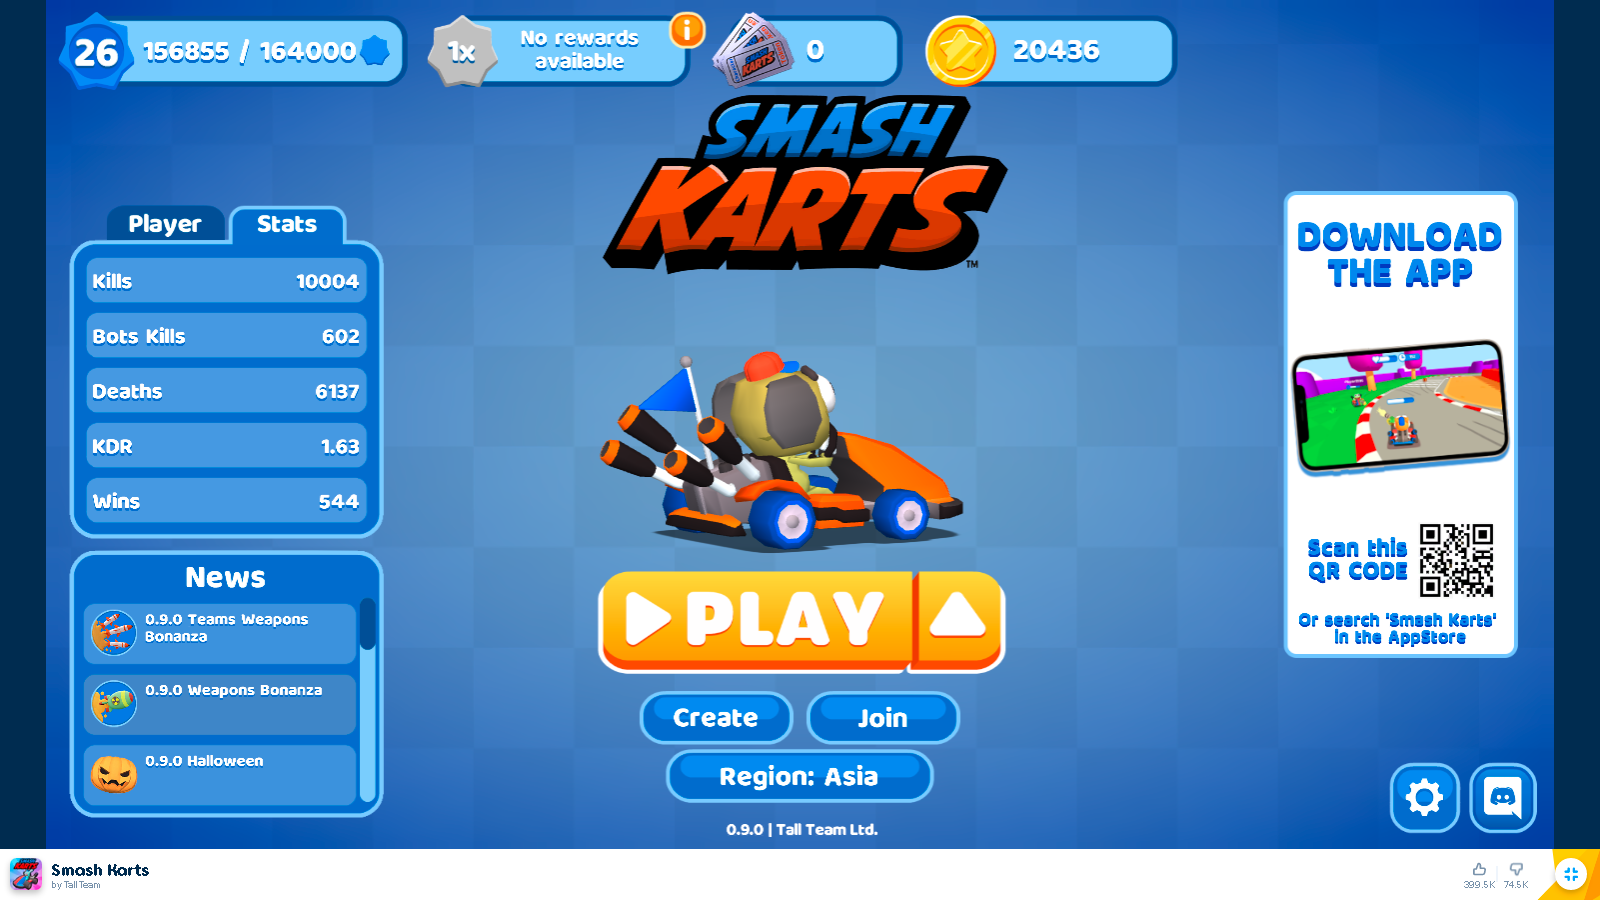 26
156855 / 164000
1x
No rewards
available
i
0
20436
SMASH
KARTS
TM
Player
Stats
Kills 10004
Bots Kills 602
Deaths 6137
KDR 1.63
Wins 544
News
0.9.0 Teams Weapons
Bonanza
0.9.0 Weapons Bonanza
0.9.0 Halloween
PLAY
Create
Join
Region: Asia
0.9.0 | Tall Team Ltd.
DOWNLOAD
THE APP
Scan this
QR CODE
Or search 'Smash Karts'
in the AppStore
Smash Karts
by Tall Team
399.5K
74.5K